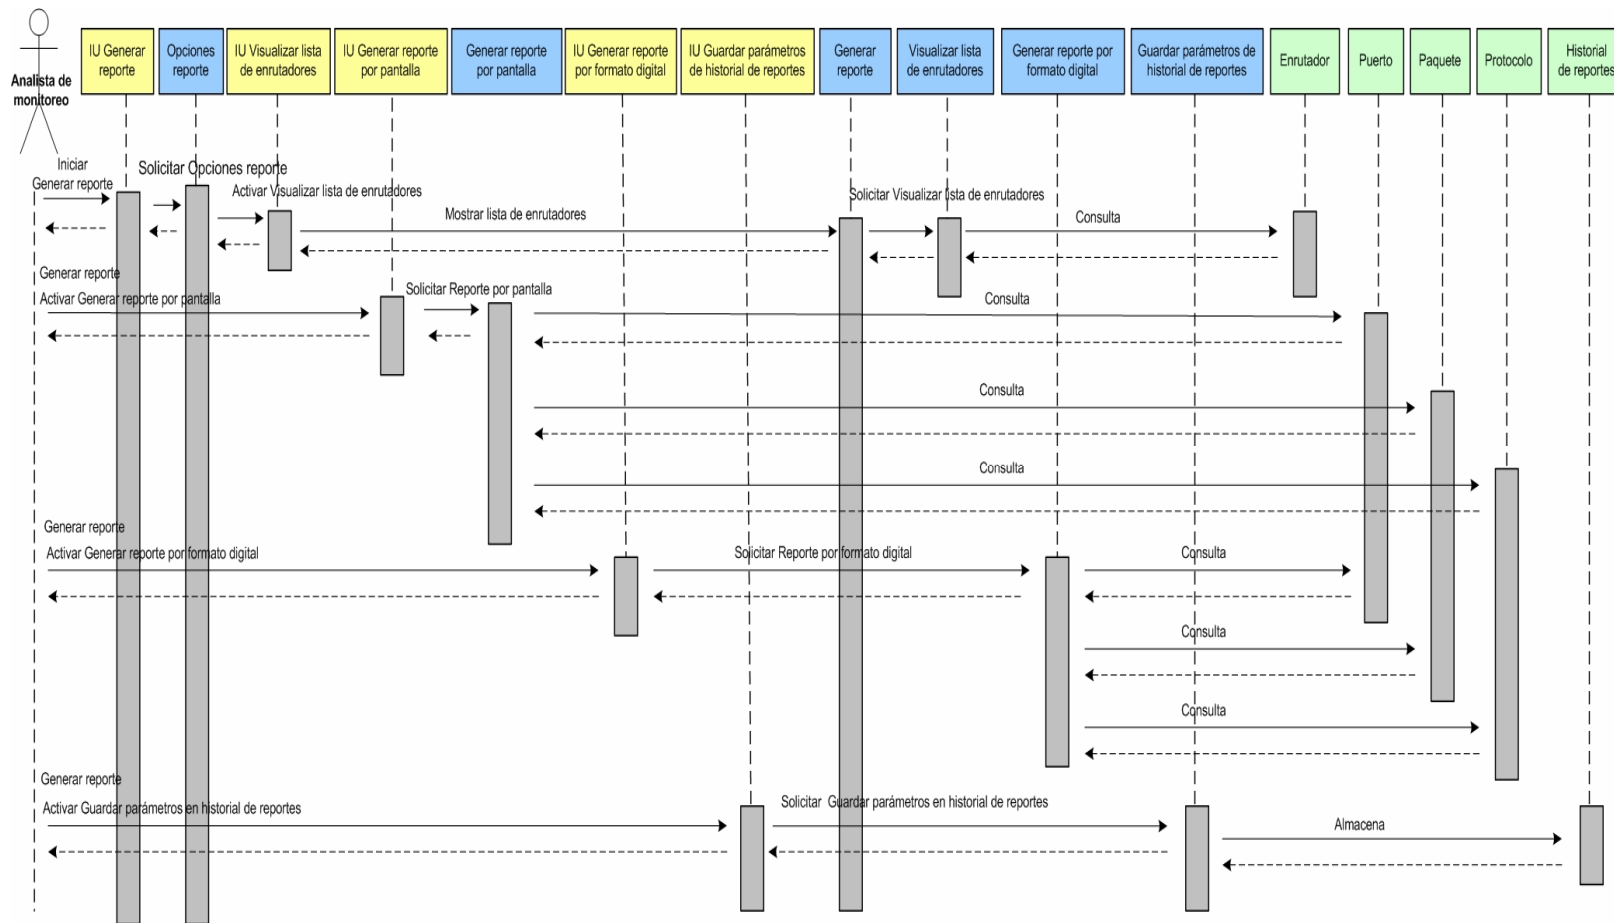 IU Generar
reporte
Opciones
reporte
IU Visualizar lista
de enrutadores
IU Generar reporte
por pantalla
Generar reporte
por pantalla
IU Generar reporte
por formato digital
IU Guardar parámetros
de historial de reportes
Generar
reporte
Visualizar lista
de enrutadores
Generar reporte por
formato digital
Guardar parámetros de
historial de reportes
Enrutador
Puerto
Paquete
Protocolo
Historial
de reportes
Analista de
monitoreo
Iniciar
Generar reporte
Solicitar Opciones reporte
Activar Visualizar lista de enrutadores
Mostrar lista de enrutadores
Solicitar Visualizar lista de enrutadores
Consulta
Generar reporte
Activar Generar reporte por pantalla
Solicitar Reporte por pantalla
Consulta
Consulta
Consulta
Generar reporte
Activar Generar reporte por formato digital
Solicitar Reporte por formato digital
Consulta
Consulta
Consulta
Generar reporte
Activar Guardar parámetros en historial de reportes
Solicitar Guardar parámetros en historial de reportes
Almacena